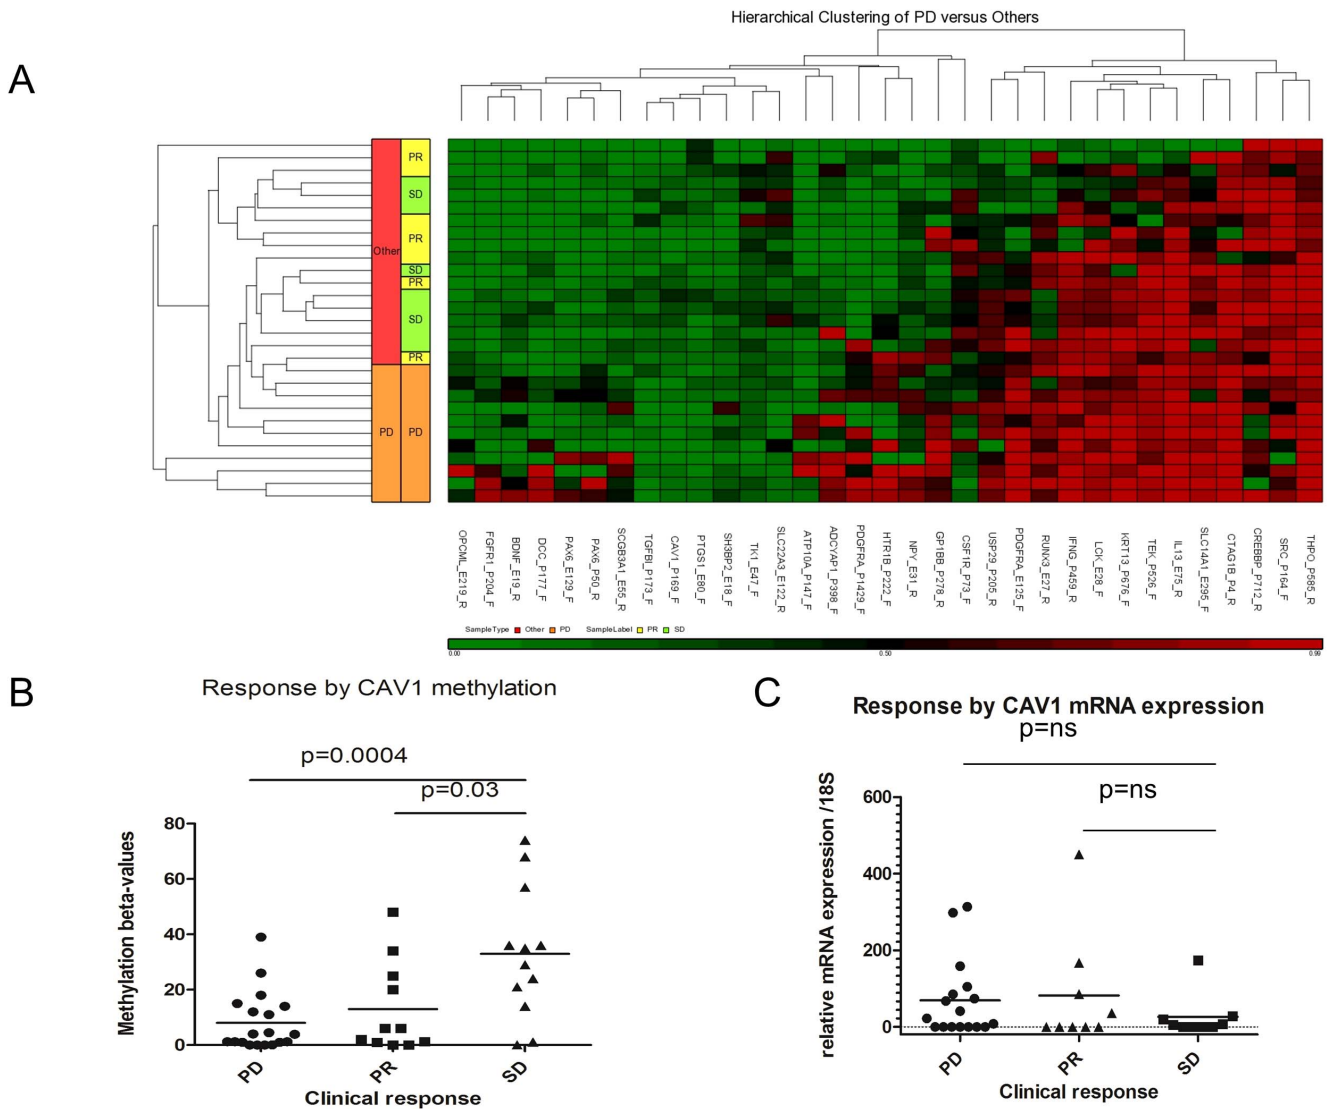 Hierarchical Clustering of PD versus Others
A
PR
SD
PR
Other
SD
PR
SD
PR
PD
PD
OPCML_E219_R
FGFR1_P204_F
BDNF_E19_R
DCC_P177_F
PAX6_E129_F
PAX6_P50_R
SCGB3A1_E55_R
TGFBI_P173_F
CAV1_P169_F
PTGS1_E80_F
SH3BP2_E18_F
TK1_E47_F
SLC22A3_E122_R
ATP10A_P147_F
ADCYAP1_P398_F
PDGFRA_P1429_F
HTR1B_P222_F
NPY_E31_R
GP1BB_P278_R
CSF1R_P73_F
USP29_P205_R
PDGFRA_E125_F
RUNX3_E27_R
IFNG_P459_R
LCK_E28_F
KRT13_P676_F
TEK_P526_F
IL13_E75_R
SLC14A1_E295_F
CTAG1B_P4_R
CREBBP_P712_R
SRC_P164_F
THPO_P585_R
SampleType Other PD SampleLabel PR SD
0.00 0.50 0.99
B
Response by CAV1 methylation
p=0.0004
p=0.03
Methylation beta-values
80
60
40
20
0
PD PR SD
Clinical response
C
Response by CAV1 mRNA expression
p=ns
p=ns
relative mRNA expression /18S
600
400
200
0
PD PR SD
Clinical response